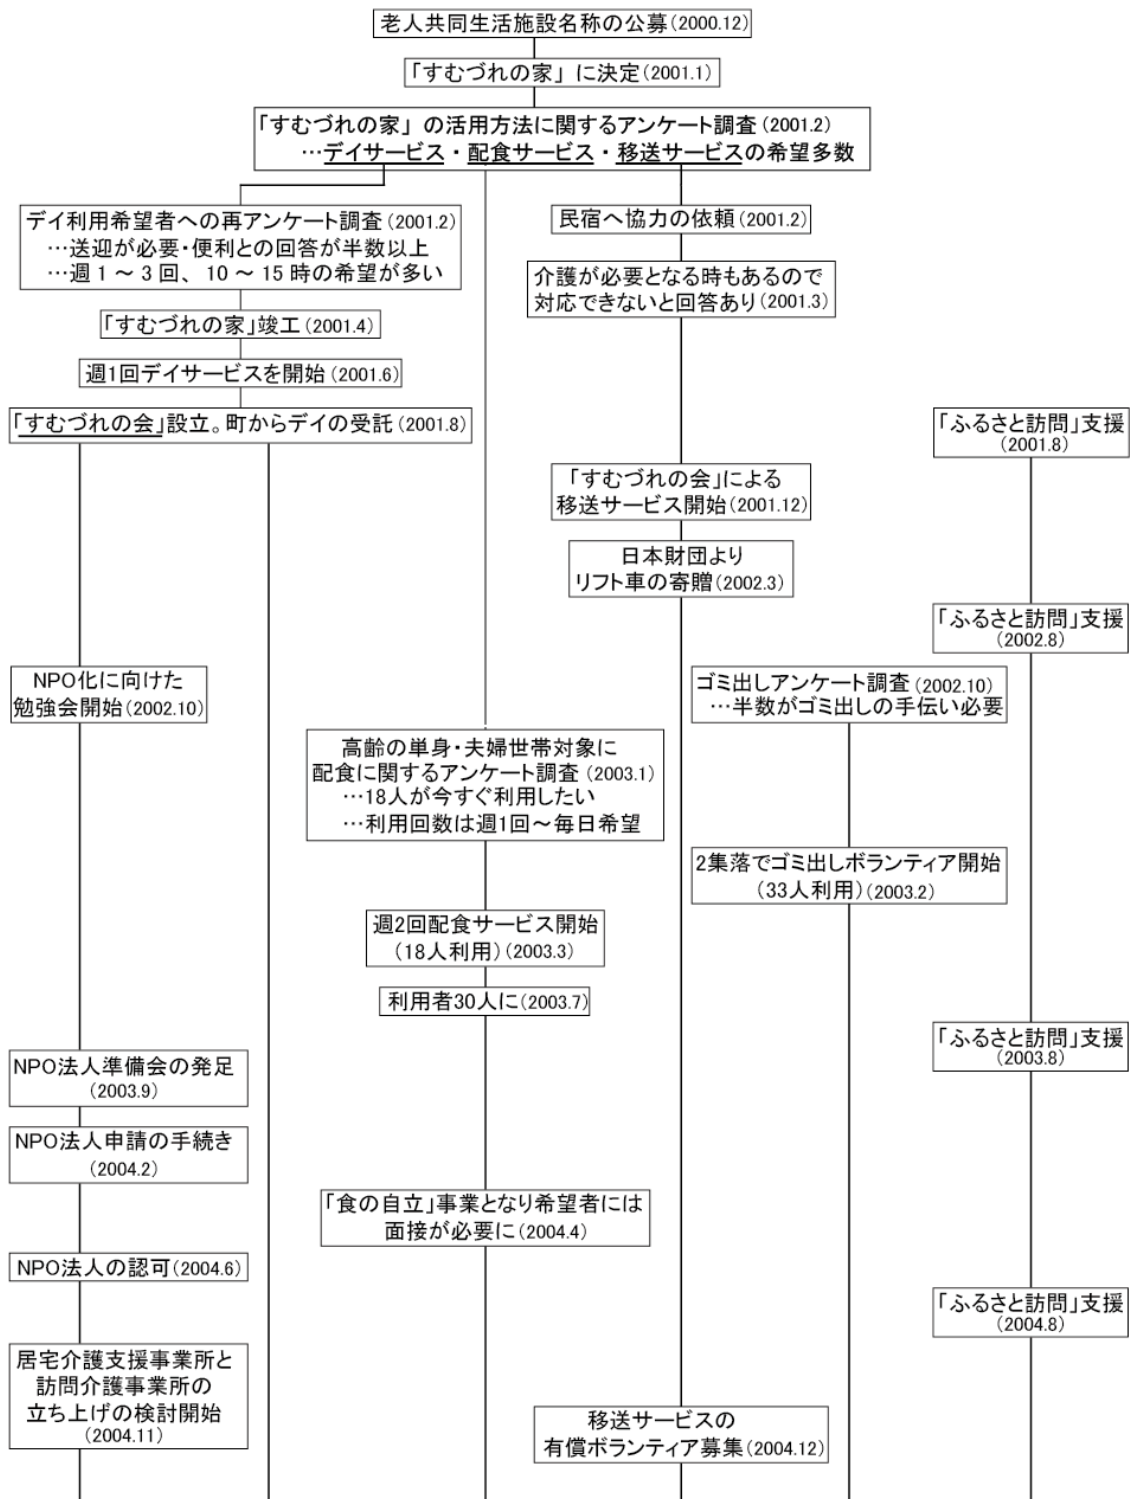 老人共同生活施設名称の公募(2000.12)
「すむづれの家」に決定(2001.1)
「すむづれの家」の活用方法に関するアンケート調査(2001.2)
…デイサービス・配食サービス・移送サービスの希望多数
デイ利用希望者への再アンケート調査(2001.2)
…送迎が必要・便利との回答が半数以上
…週1～3回、10～15時の希望が多い
民宿へ協力の依頼(2001.2)
介護が必要となる時もあるので
対応できないと回答あり(2001.3)
「すむづれの家」竣工(2001.4)
週1回デイサービスを開始(2001.6)
「すむづれの会」設立。町からデイの受託(2001.8)
「ふるさと訪問」支援
(2001.8)
「すむづれの会」による
移送サービス開始(2001.12)
日本財団より
リフト車の寄贈(2002.3)
「ふるさと訪問」支援
(2002.8)
NPO化に向けた
勉強会開始(2002.10)
ゴミ出しアンケート調査(2002.10)
…半数がゴミ出しの手伝い必要
高齢の単身・夫婦世帯対象に
配食に関するアンケート調査(2003.1)
…18人が今すぐ利用したい
…利用回数は週1回～毎日希望
2集落でゴミ出しボランティア開始
(33人利用)(2003.2)
週2回配食サービス開始
(18人利用)(2003.3)
利用者30人に(2003.7)
「ふるさと訪問」支援
(2003.8)
NPO法人準備会の発足
(2003.9)
NPO法人申請の手続き
(2004.2)
「食の自立」事業となり希望者には
面接が必要に(2004.4)
NPO法人の認可(2004.6)
「ふるさと訪問」支援
(2004.8)
居宅介護支援事業所と
訪問介護事業所の
立ち上げの検討開始
(2004.11)
移送サービスの
有償ボランティア募集(2004.12)